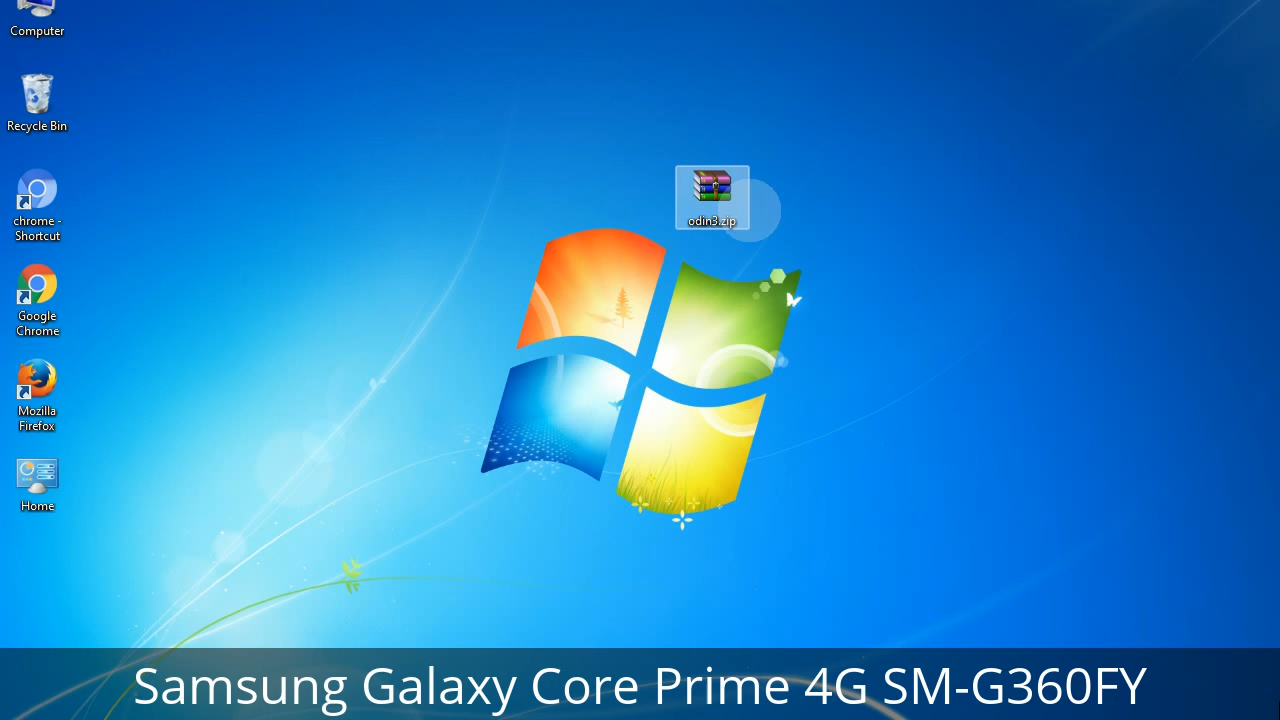 Computer
Recycle Bin
chrome -
Shortcut
Google
Chrome
Mozilla
Firefox
Home
odin3.zip
Samsung Galaxy Core Prime 4G SM-G360FY